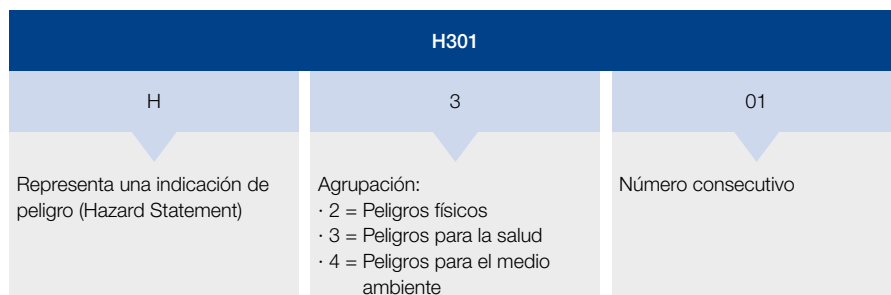 H301
H
3
01
Representa una indicación de
peligro (Hazard Statement)
Agrupación:
· 2 = Peligros físicos
· 3 = Peligros para la salud
· 4 = Peligros para el medio
ambiente
Número consecutivo